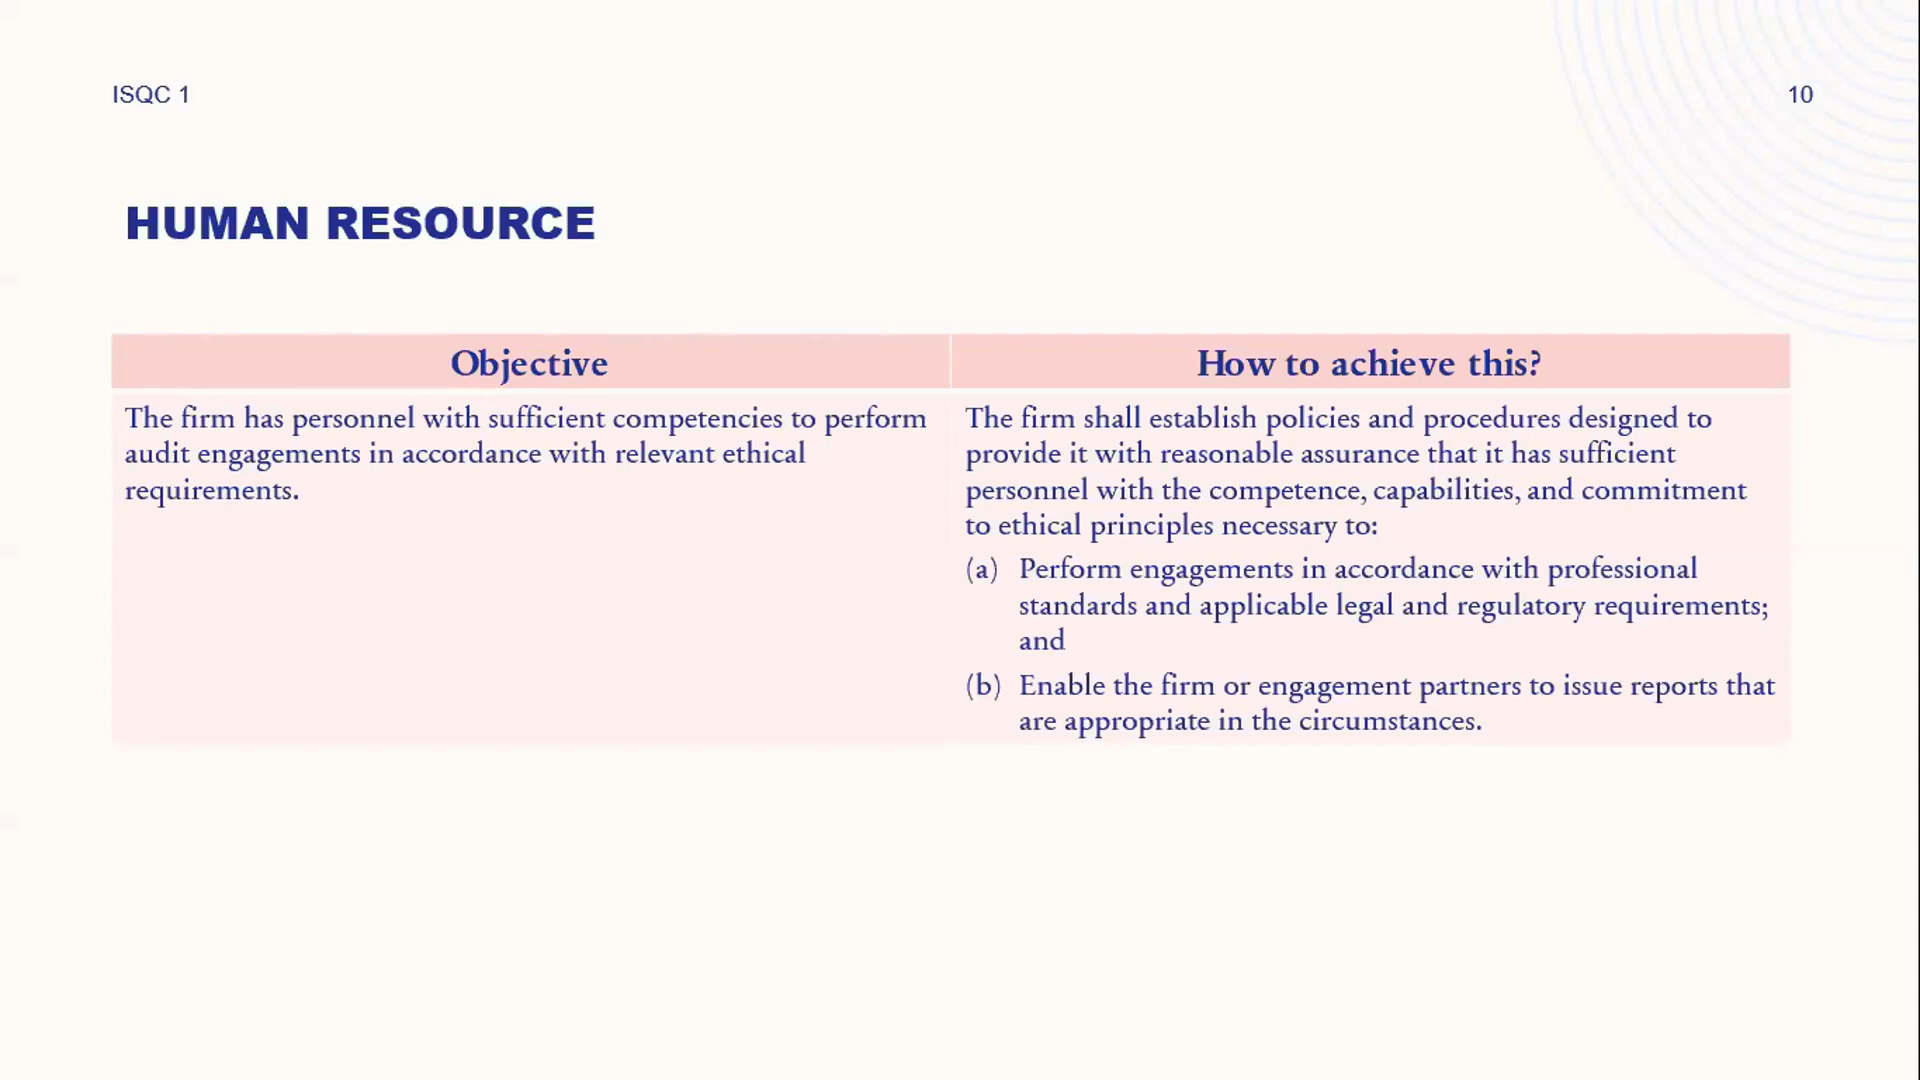 ISQC 1
10
HUMAN RESOURCE
Objective
How to achieve this?
The firm has personnel with sufficient competencies to perform
audit engagements in accordance with relevant ethical
requirements.
The firm shall establish policies and procedures designed to
provide it with reasonable assurance that it has sufficient
personnel with the competence, capabilities, and commitment
to ethical principles necessary to:
(a) Perform engagements in accordance with professional
standards and applicable legal and regulatory requirements;
and
(b) Enable the firm or engagement partners to issue reports that
are appropriate in the circumstances.